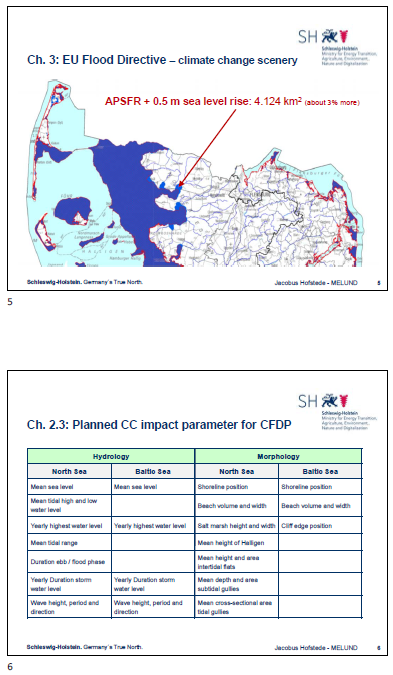 SH
Schleswig-Holstein
Ministry for Energy Transition,
Agriculture, Environment,
Nature and Digitalisation
Ch. 3: EU Flood Directive – climate change scenery
APSFR + 0.5 m sea level rise: 4.124 km² (about 3% more)
Schleswig-Holstein. Germany's True North.
Jacobus Hofstede - MELUND 5
5
SH
Schleswig-Holstein
Ministry for Energy Transition,
Agriculture, Environment,
Nature and Digitalisation
Ch. 2.3: Planned CC impact parameter for CFDP
Hydrology Morphology
North Sea Baltic Sea North Sea Baltic Sea
Mean sea level Mean sea level Shoreline position Shoreline position
Mean tidal high and low
water level
Beach volume and width Beach volume and width
Yearly highest water level Yearly highest water level Salt marsh height and width Cliff edge position
Mean tidal range Mean height of Halligen
Duration ebb / flood phase
Mean height and area
intertidal flats
Yearly Duration storm
water level
Yearly Duration storm
water level
Mean depth and area
subtidal gullies
Wave height, period and
direction
Wave height, period and
direction
Mean cross-sectional area
tidal gullies
Schleswig-Holstein. Germany's True North.
Jacobus Hofstede - MELUND 6
6